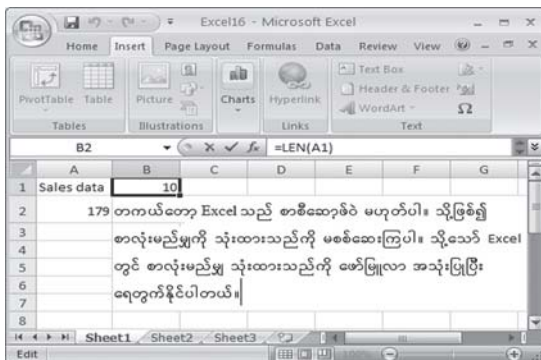 Excel16 - Microsoft Excel
Home Insert Page Layout Formulas Data Review View
PivotTable Table Picture Charts Hyperlink Text Box
Header & Footer
WordArt
Tables Illustrations Links Text
B2 fx =LEN(A1)
A B C D E F G
1 Sales data 10
2 179 တကယ်တော့ Excel သည် စာစီဆော့ဖ်ဝဲ မဟုတ်ပါ။ သို့ဖြစ်၍
3 စာလုံးမည်မျှကို သုံးထားသည်ကို မစစ်ဆေးကြပါ။ သို့သော် Excel
4
5 တွင် စာလုံးမည်မျှ သုံးထားသည်ကို ဖော်မြူလာ အသုံးပြုပြီး
6
7 ရေတွက်နိုင်ပါတယ်။
8
Sheet1 Sheet2 Sheet3
Edit 100%